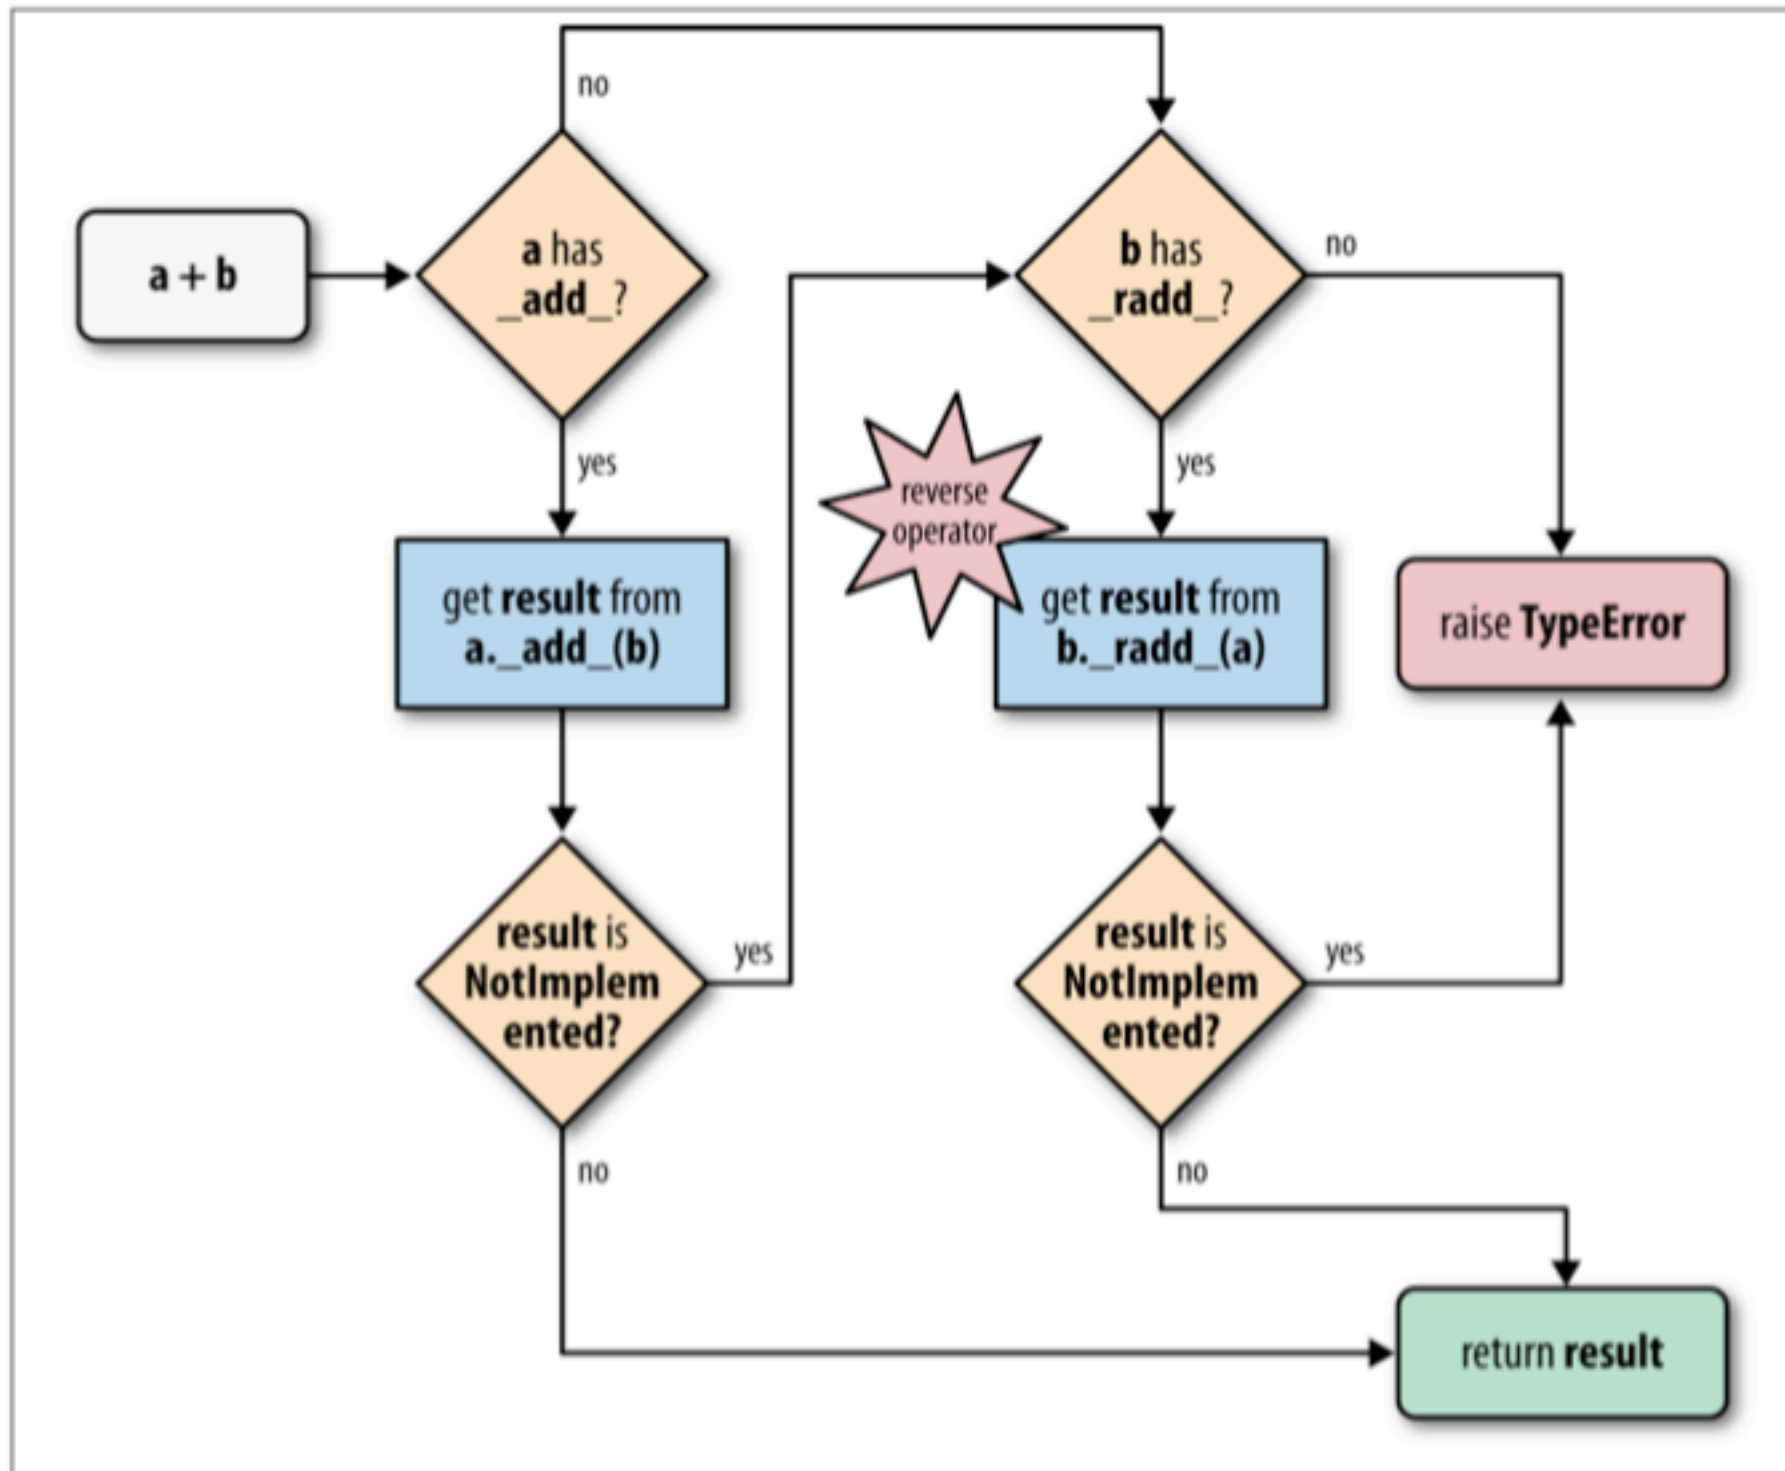 no
a + b
a has
_add_?
b has
_radd_?
no
yes
yes
reverse
operator
get result from
a._add_(b)
get result from
b._radd_(a)
raise TypeError
result is
NotImplem
ented?
yes
result is
NotImplem
ented?
yes
no
no
return result